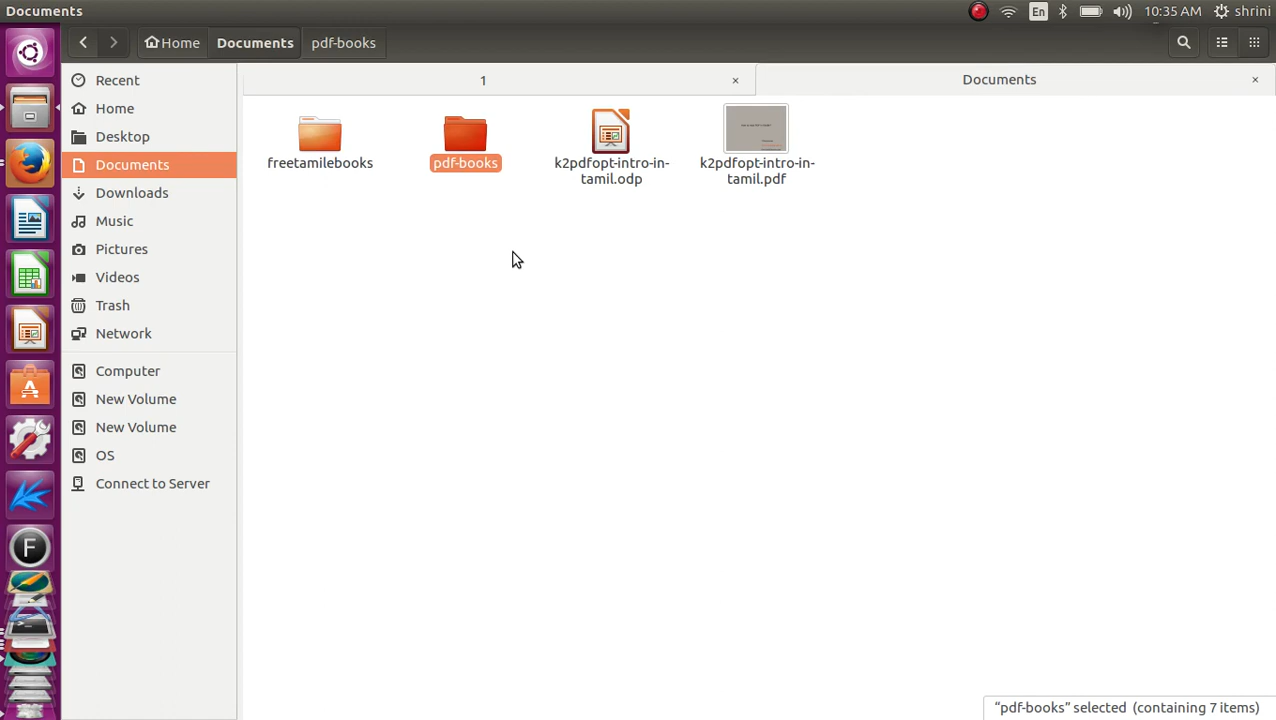 Documents
En
10:35 AM
shrini
Home
Documents
pdf-books
1
Documents
Recent
Home
Desktop
Documents
Downloads
Music
Pictures
Videos
Trash
Network
Computer
New Volume
New Volume
OS
Connect to Server
freetamilebooks
pdf-books
k2pdfopt-intro-in-
tamil.odp
k2pdfopt-intro-in-
tamil.pdf
F
"pdf-books" selected (containing 7 items)